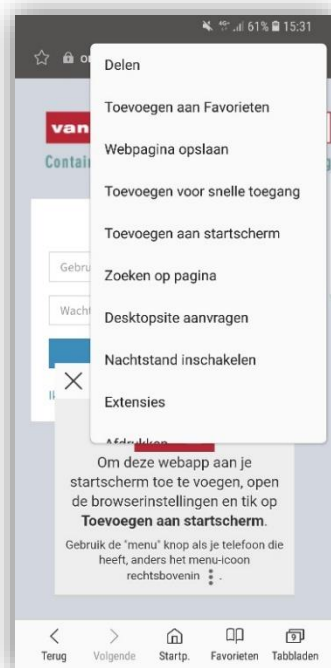 61% 15:31
Delen
Toevoegen aan Favorieten
van
Webpagina opslaan
Contai
Toevoegen voor snelle toegang
Toevoegen aan startscherm
Gebru
Zoeken op pagina
Wacht
Desktopsite aanvragen
Nachtstand inschakelen
Extensies
Afdrukken
Om deze webapp aan je
startscherm toe te voegen, open
de browserinstellingen en tik op
Toevoegen aan startscherm.
Gebruik de "menu" knop als je telefoon die
heeft, anders het menu-icoon
rechtsbovenin .
Terug Volgende Startp. Favorieten Tabbladen